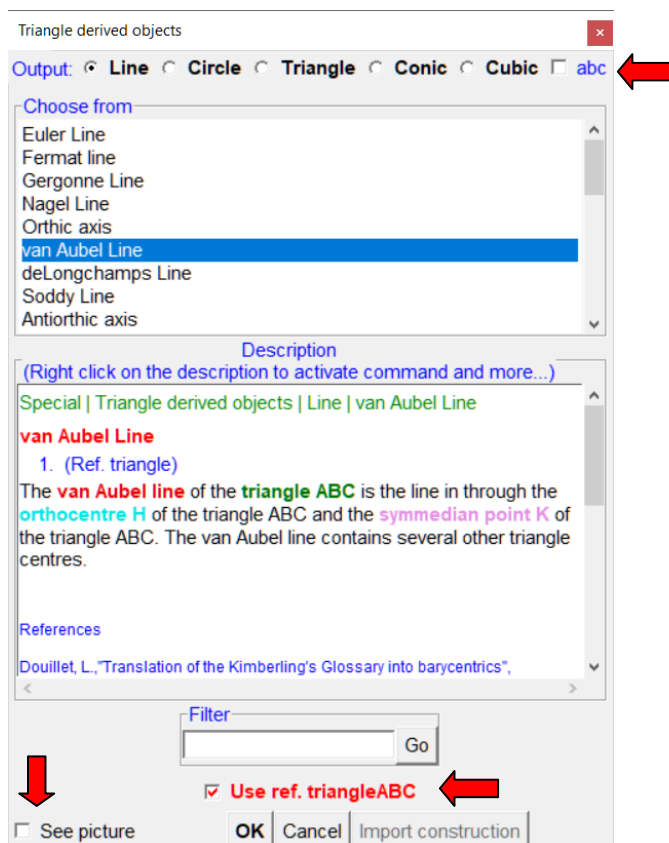 Triangle derived objects
Output: Line Circle Triangle Conic Cubic abc
Choose from
Euler Line
Fermat line
Gergonne Line
Nagel Line
Orthic axis
van Aubel Line
deLongchamps Line
Soddy Line
Antiorthic axis
Description
(Right click on the description to activate command and more...)
Special | Triangle derived objects | Line | van Aubel Line
van Aubel Line
1. (Ref. triangle)
The van Aubel line of the triangle ABC is the line in through the
orthocentre H of the triangle ABC and the symmedian point K of
the triangle ABC. The van Aubel line contains several other triangle
centres.
References
Douillet, L.,"Translation of the Kimberling's Glossary into barycentrics",
Filter
Go
Use ref. triangleABC
See picture OK Cancel Import construction